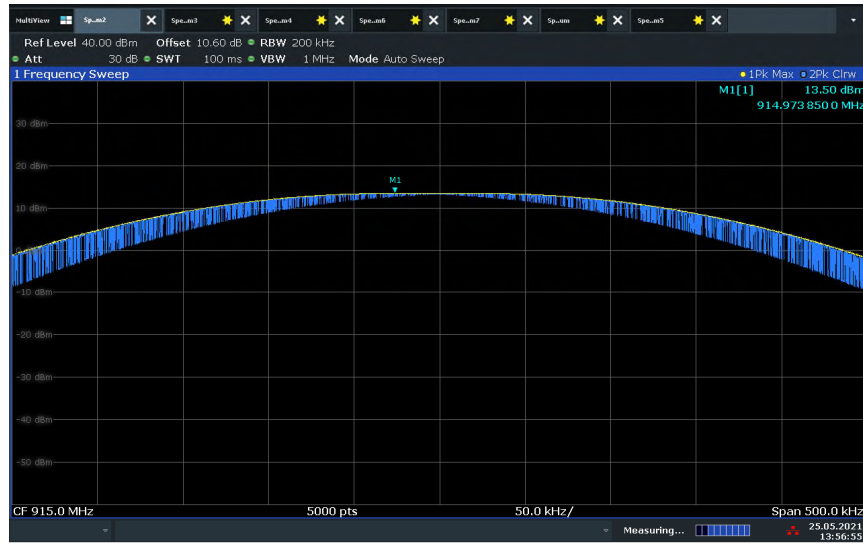 MultiView Sp..m2 Spe..m3 Spe..m4 Spe..m6 Spe..m7 Sp..um Spe..m5
Ref Level 40.00 dBm Offset 10.60 dB RBW 200 kHz
Att 30 dB SWT 100 ms VBW 1 MHz Mode Auto Sweep
1 Frequency Sweep 1Pk Max 2Pk Clrw
M1[1] 13.50 dBm
914.973 850 0 MHz
30 dBm
20 dBm
M1
10 dBm
-10 dBm
-20 dBm
-30 dBm
-40 dBm
-50 dBm
CF 915.0 MHz 5000 pts 50.0 kHz/ Span 500.0 kHz
Measuring... 25.05.2021
13:56:55